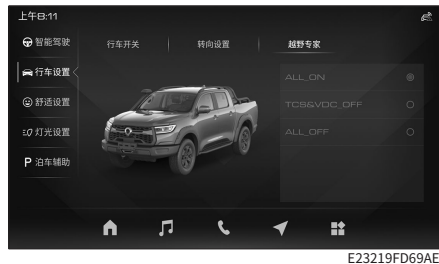 上午8:11
智能驾驶
行车开关
转向设置
越野专家
行车设置
ALL_ON
舒适设置
TCS&VDC_OFF
灯光设置
ALL_OFF
P 泊车辅助
E23219FD69AE